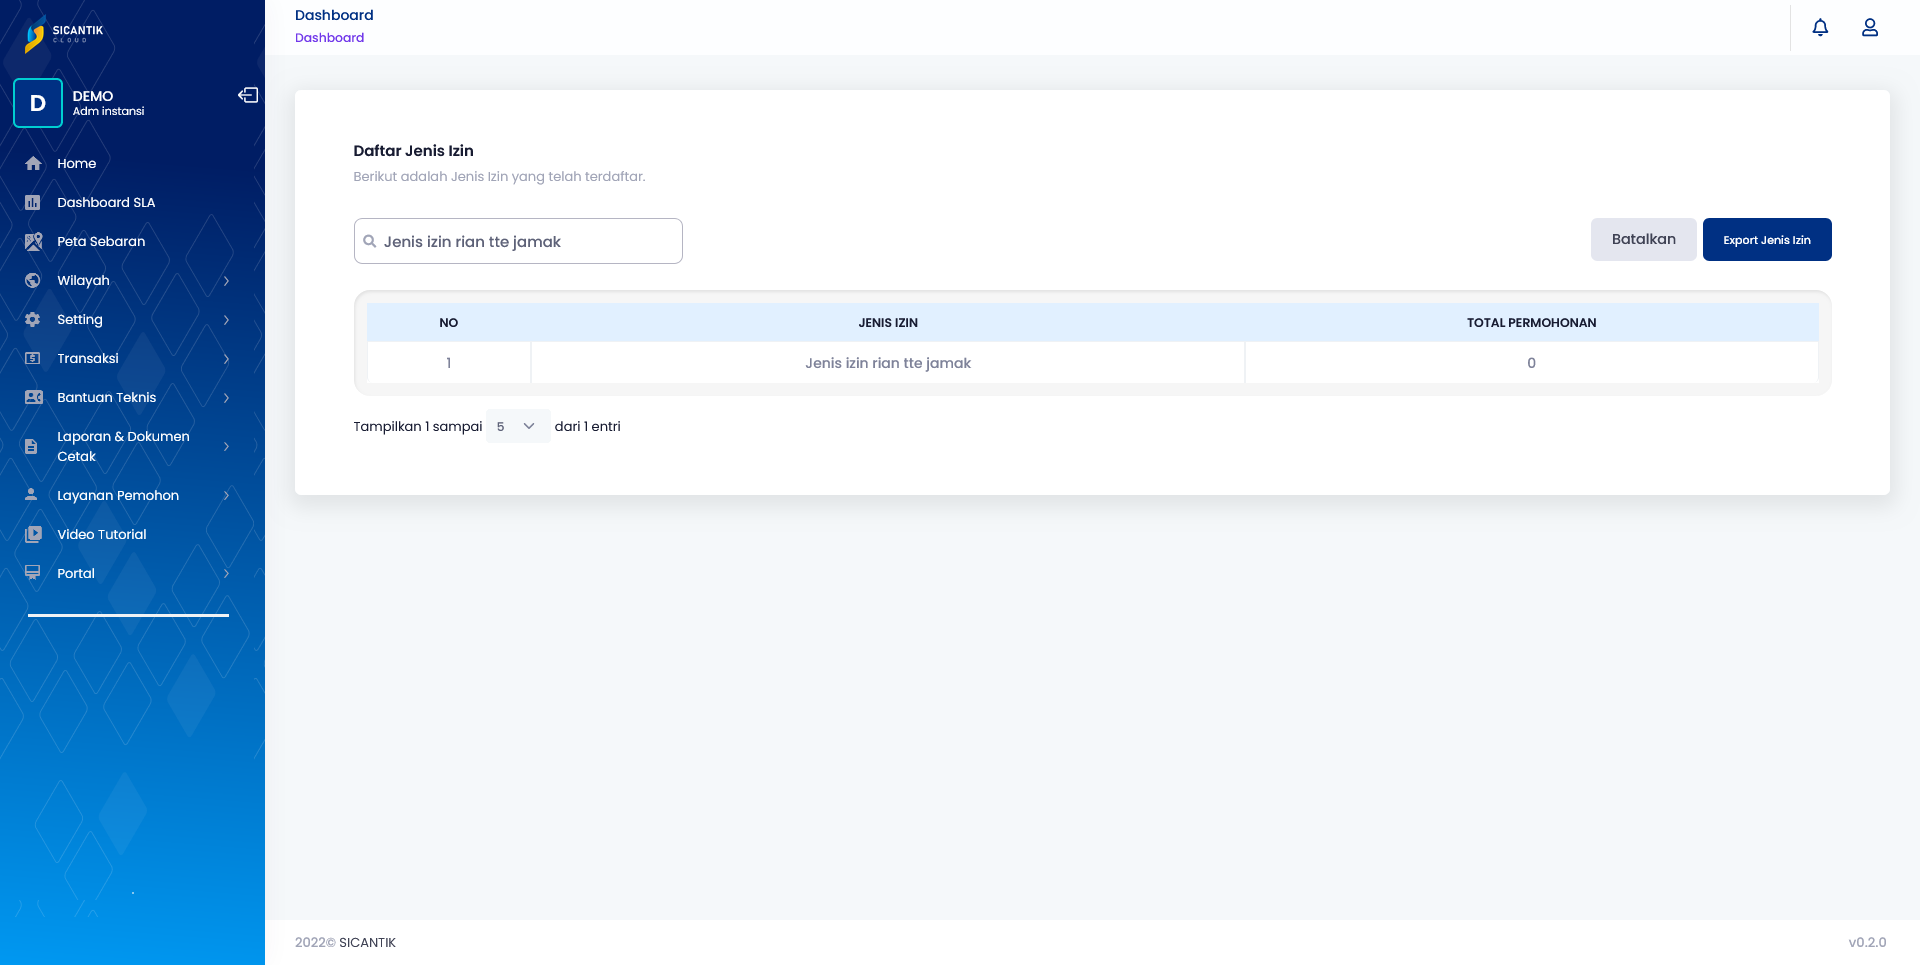 SICANTIK
CLOUD
D
DEMO
Adm instansi
Home
Dashboard SLA
Peta Sebaran
Wilayah
Setting
Transaksi
Bantuan Teknis
Laporan & Dokumen
Cetak
Layanan Pemohon
Video Tutorial
Portal
Dashboard
Dashboard
Daftar Jenis Izin
Berikut adalah Jenis Izin yang telah terdaftar.
Jenis izin rian tte jamak
Batalkan
Export Jenis Izin
NO JENIS IZIN TOTAL PERMOHONAN
1 Jenis izin rian tte jamak 0
Tampilkan 1 sampai 5 dari 1 entri
2022© SICANTIK
v0.2.0